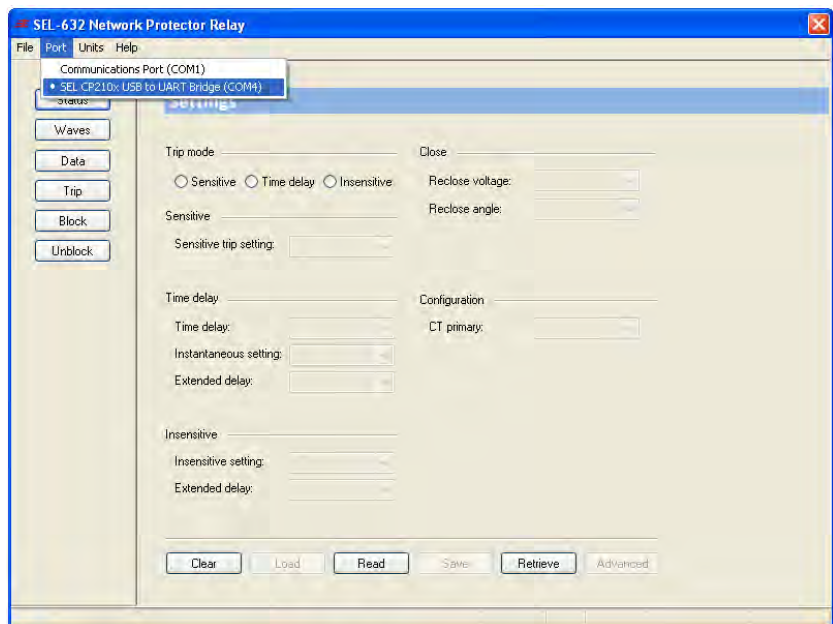 SEL-632 Network Protector Relay
File Port Units Help
Communications Port (COM1)
SEL CP210x USB to UART Bridge (COM4)
Status
Settings
Waves
Data
Trip
Block
Unblock
Trip mode
Sensitive Time delay Insensitive
Sensitive
Sensitive trip setting:
Close
Reclose voltage:
Reclose angle:
Time delay
Time delay:
Instantaneous setting:
Extended delay:
Configuration
CT primary:
Insensitive
Insensitive setting:
Extended delay:
Clear Load Read Save Retrieve Advanced